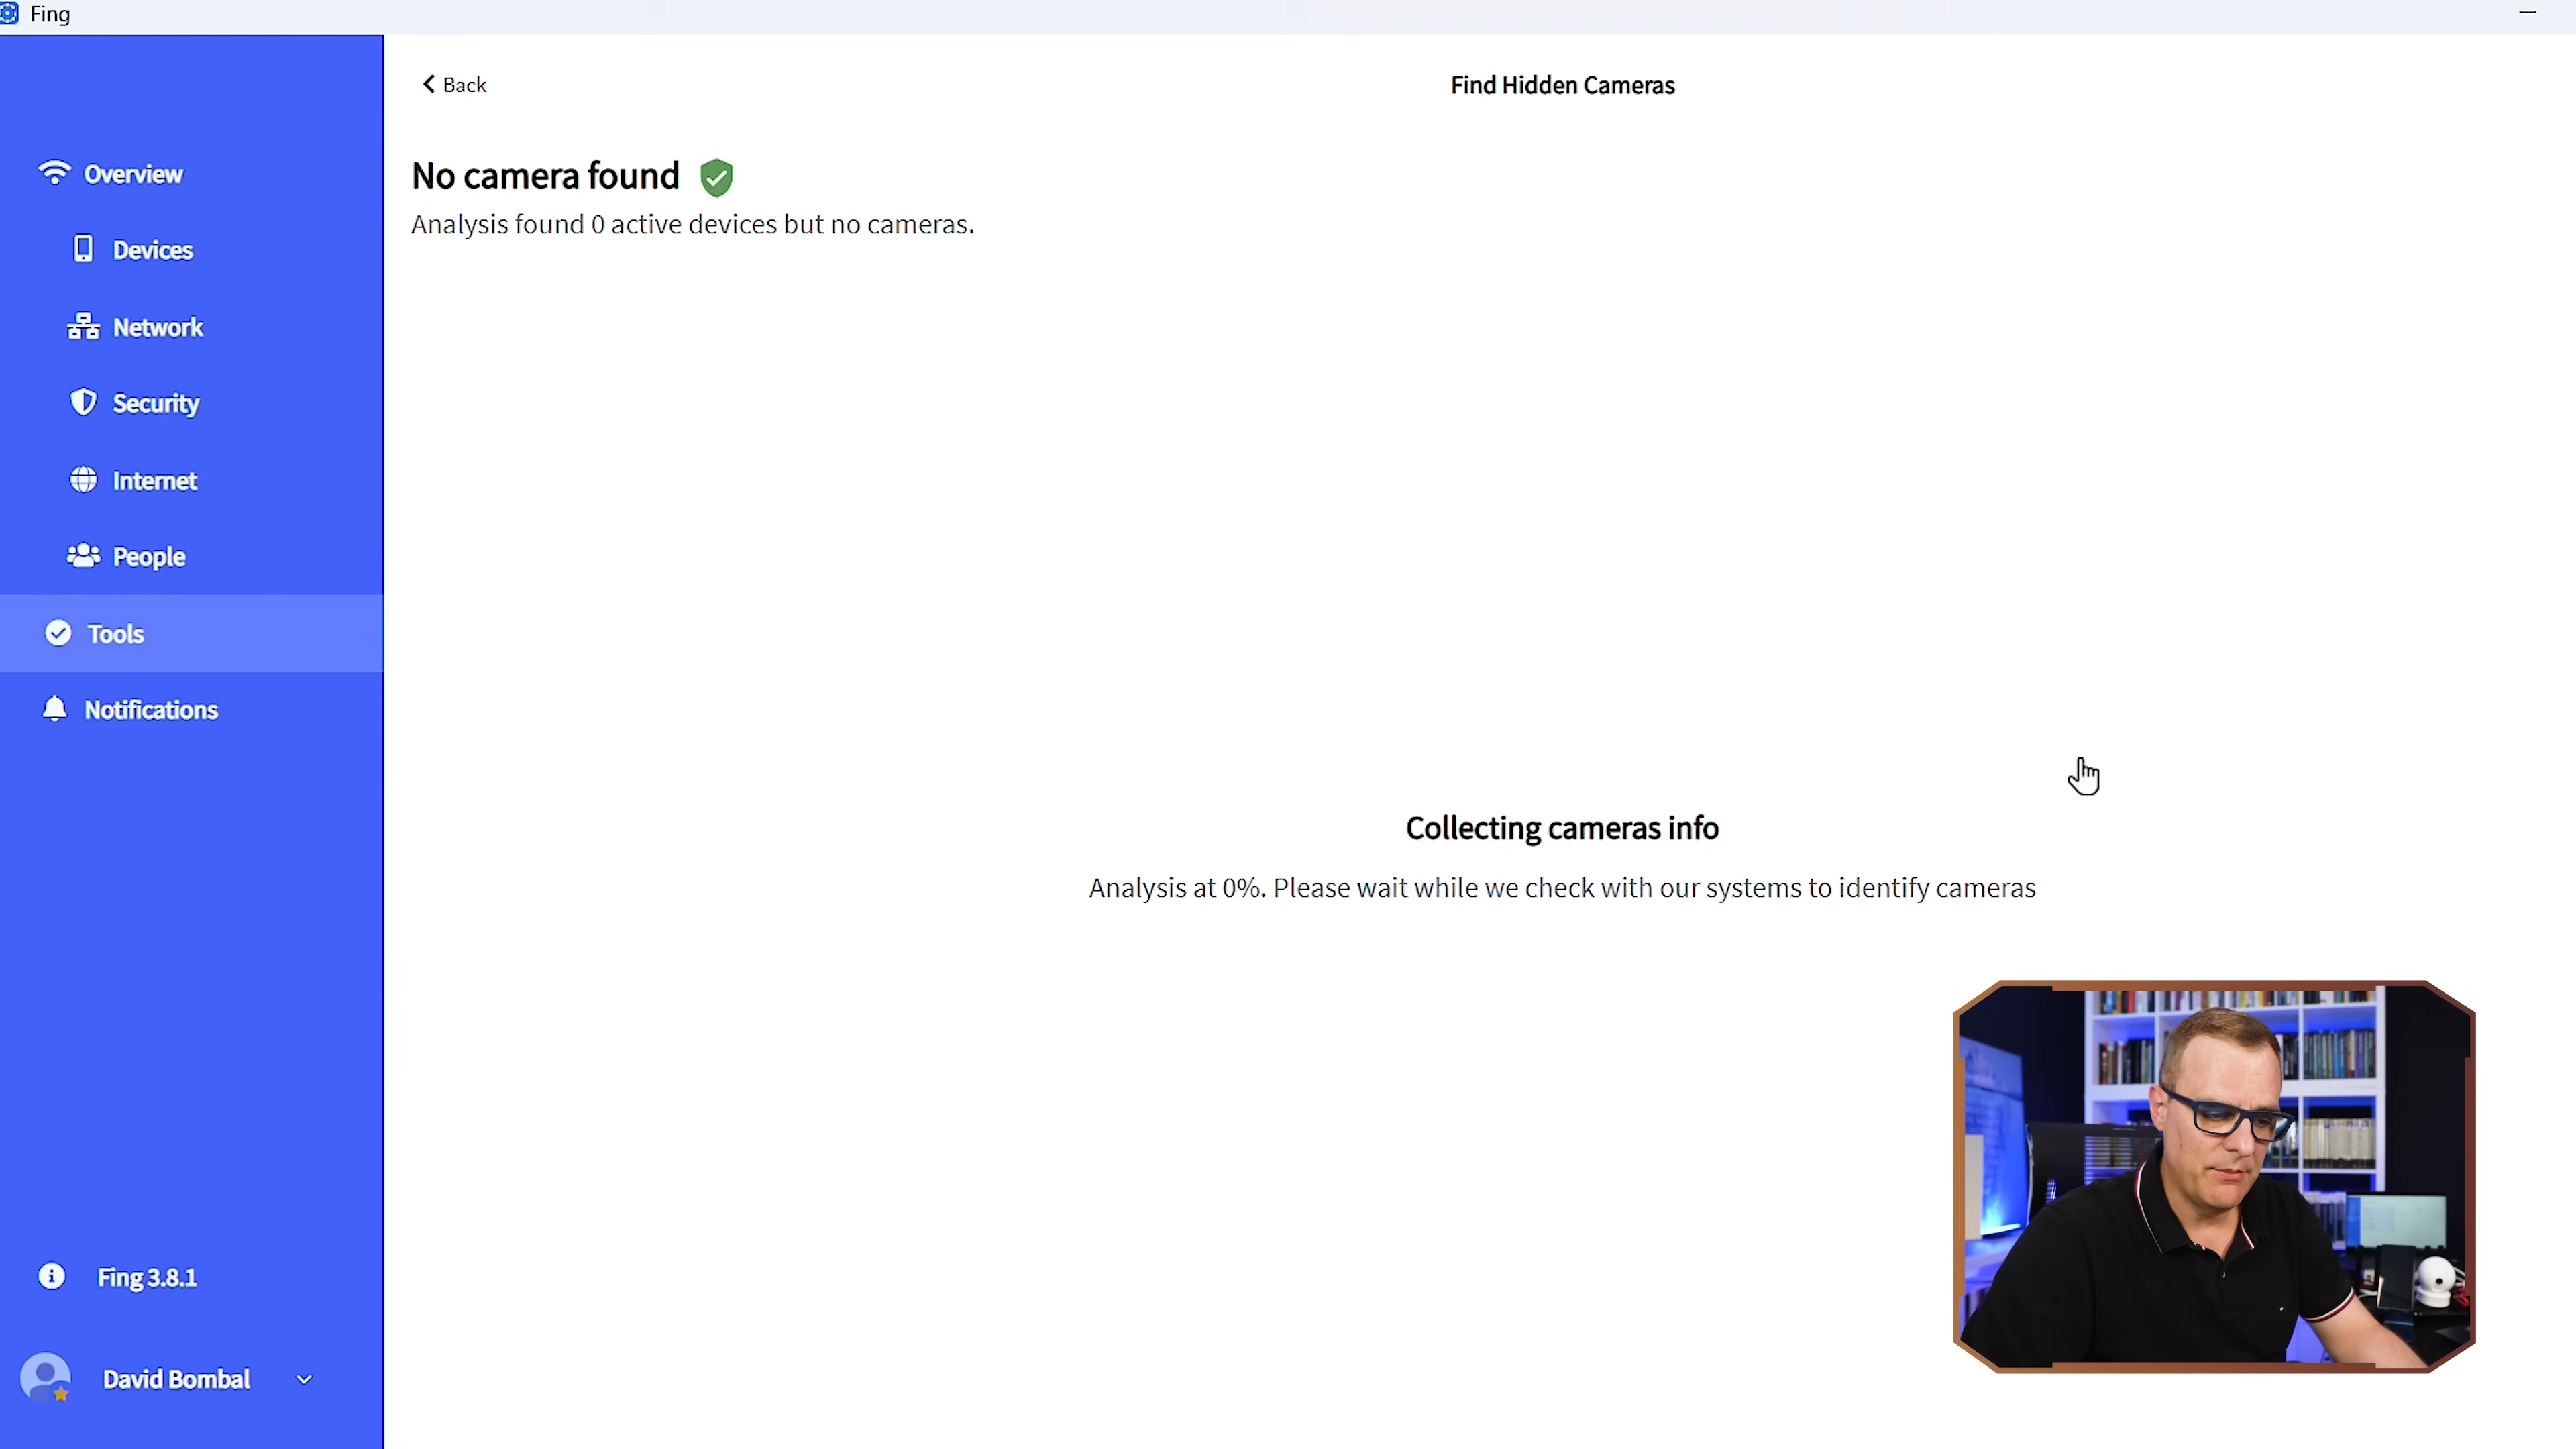 Fing
Back
Find Hidden Cameras
No camera found
Analysis found 0 active devices but no cameras.
Overview
Devices
Network
Security
Internet
People
Tools
Notifications
Collecting cameras info
Analysis at 0%. Please wait while we check with our systems to identify cameras
Fing 3.8.1
David Bombal